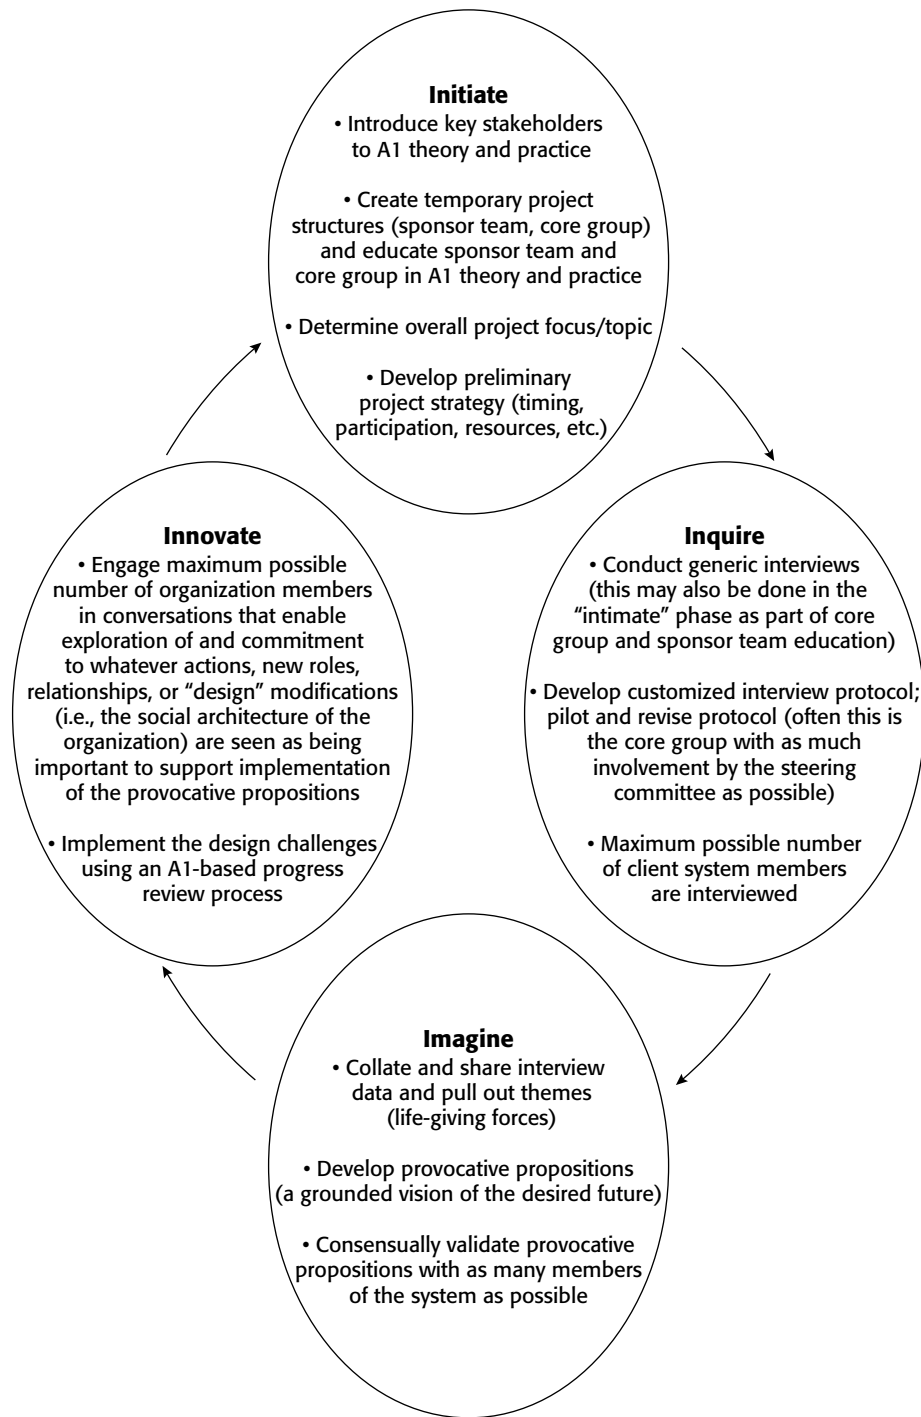 Initiate
• Introduce key stakeholders
to A1 theory and practice
• Create temporary project
structures (sponsor team, core group)
and educate sponsor team and
core group in A1 theory and practice
• Determine overall project focus/topic
• Develop preliminary
project strategy (timing,
participation, resources, etc.)
Inquire
• Conduct generic interviews
(this may also be done in the
“intimate” phase as part of core
group and sponsor team education)
• Develop customized interview protocol;
pilot and revise protocol (often this is
the core group with as much
involvement by the steering
committee as possible)
• Maximum possible number
of client system members
are interviewed
Imagine
• Collate and share interview
data and pull out themes
(life-giving forces)
• Develop provocative propositions
(a grounded vision of the desired future)
• Consensually validate provocative
propositions with as many members
of the system as possible
Innovate
• Engage maximum possible
number of organization members
in conversations that enable
exploration of and commitment
to whatever actions, new roles,
relationships, or “design” modifications
(i.e., the social architecture of the
organization) are seen as being
important to support implementation
of the provocative propositions
• Implement the design challenges
using an A1-based progress
review process